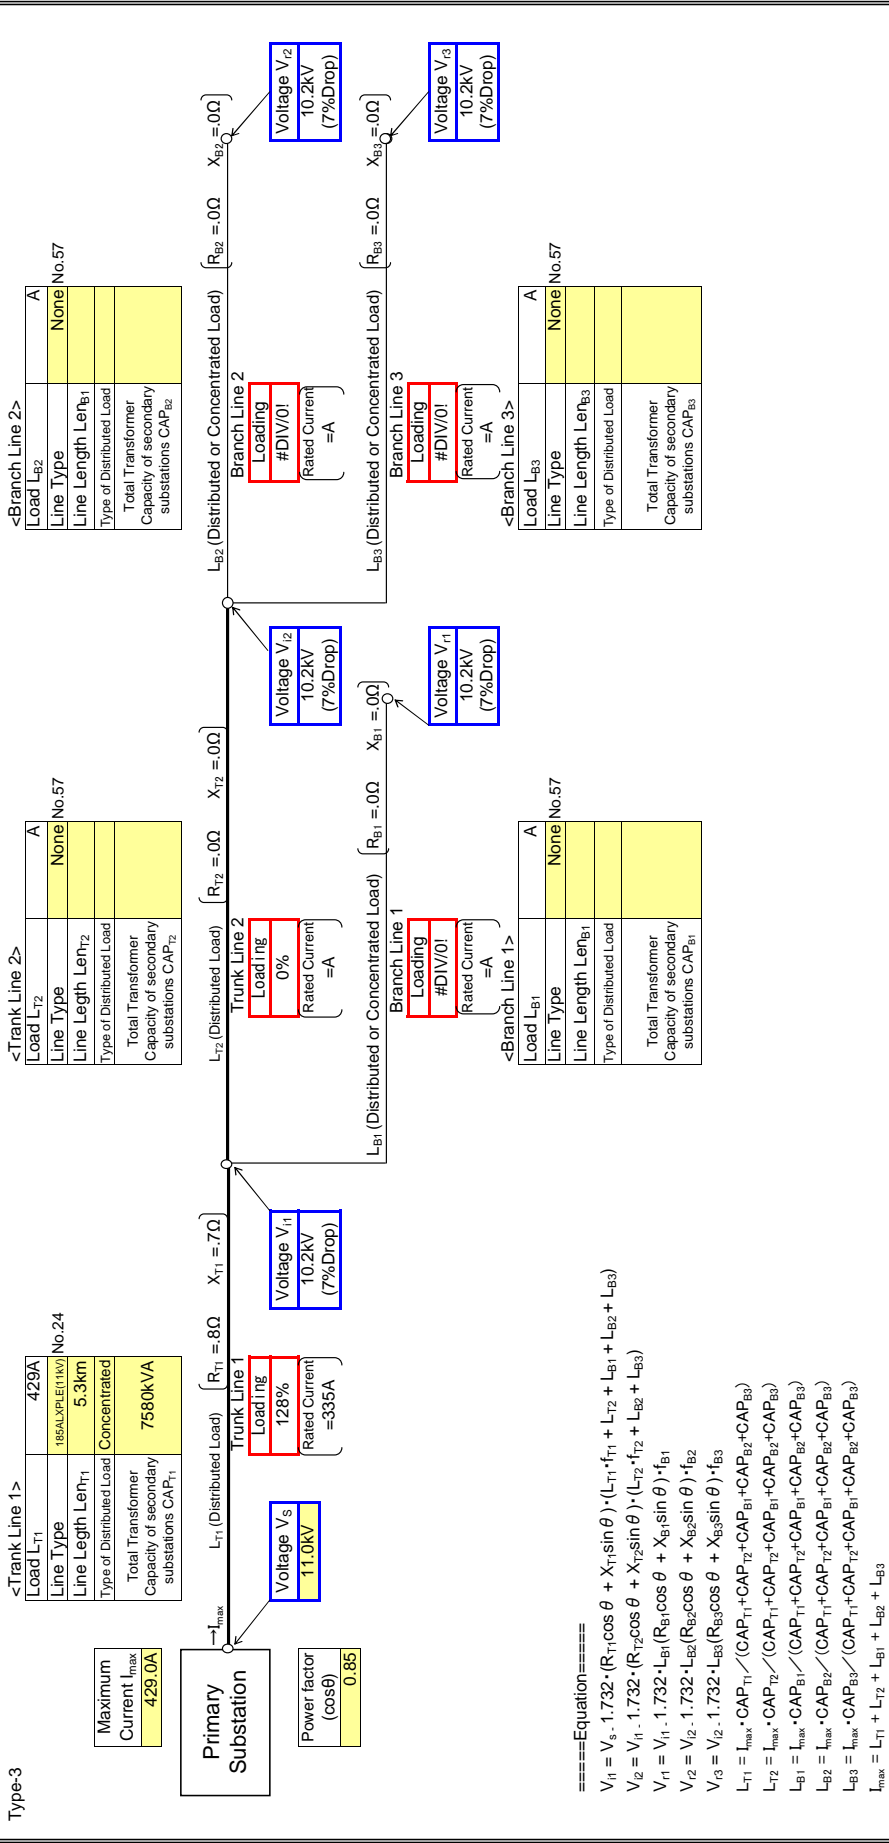 Type-3
Maximum
Current Imax
429.0A
Primary
Substation
Power factor
(cosθ)
0.85
→Imax
Voltage VS
11.0kV
<Trank Line 1>
Load LT1 429A
Line Type 185ALXPLE(11kV) No.24
Line Legth LenT1 5.3km
Type of Distributed Load Concentrated
Total Transformer
Capacity of secondary
substations CAPT1
7580kVA
LT1 (Distributed Load) RT1 =.8Ω XT1 =.7Ω
Trunk Line 1
Loading
128%
Rated Current
=335A
Voltage Vi1
10.2kV
(7%Drop)
<Trank Line 2>
Load LT2 A
Line Type None No.57
Line Legth LenT2
Type of Distributed Load
Total Transformer
Capacity of secondary
substations CAPT2
LT2 (Distributed Load) RT2 =.0Ω XT2 =.0Ω
Trunk Line 2
Loading
0%
Rated Current
=A
Voltage Vi2
10.2kV
(7%Drop)
LB1 (Distributed or Concentrated Load) RB1 =.0Ω XB1 =.0Ω
Branch Line 1
Loading
#DIV/0!
Rated Current
=A
Voltage Vr1
10.2kV
(7%Drop)
<Branch Line 1>
Load LB1 A
Line Type None No.57
Line Length LenB1
Type of Distributed Load
Total Transformer
Capacity of secondary
substations CAPB1
<Branch Line 2>
Load LB2 A
Line Type None No.57
Line Length LenB1
Type of Distributed Load
Total Transformer
Capacity of secondary
substations CAPB2
LB2 (Distributed or Concentrated Load) RB2 =.0Ω XB2 =.0Ω
Branch Line 2
Loading
#DIV/0!
Rated Current
=A
Voltage Vr2
10.2kV
(7%Drop)
LB3 (Distributed or Concentrated Load) RB3 =.0Ω XB3 =.0Ω
Branch Line 3
Loading
#DIV/0!
Rated Current
=A
Voltage Vr3
10.2kV
(7%Drop)
<Branch Line 3>
Load LB3 A
Line Type None No.57
Line Length LenB3
Type of Distributed Load
Total Transformer
Capacity of secondary
substations CAPB3
=====Equation=====
Vi1 = Vs - 1.732・(RT1cosθ + XT1sinθ)・(LT1・fT1 + LT2 + LB1 + LB2 + LB3)
Vi2 = Vi1 - 1.732・(RT2cosθ + XT2sinθ)・(LT2・fT2 + LB2 + LB3)
Vr1 = Vi1 - 1.732・LB1(RB1cosθ + XB1sinθ)・fB1
Vr2 = Vi2 - 1.732・LB2(RB2cosθ + XB2sinθ)・fB2
Vr3 = Vi2 - 1.732・LB3(RB3cosθ + XB3sinθ)・fB3
LT1 = Imax・CAPT1／(CAPT1+CAPT2+CAPB1+CAPB2+CAPB3)
LT2 = Imax・CAPT2／(CAPT1+CAPT2+CAPB1+CAPB2+CAPB3)
LB1 = Imax・CAPB1／(CAPT1+CAPT2+CAPB1+CAPB2+CAPB3)
LB2 = Imax・CAPB2／(CAPT1+CAPT2+CAPB1+CAPB2+CAPB3)
LB3 = Imax・CAPB3／(CAPT1+CAPT2+CAPB1+CAPB2+CAPB3)
Imax = LT1 + LT2 + LB1 + LB2 + LB3